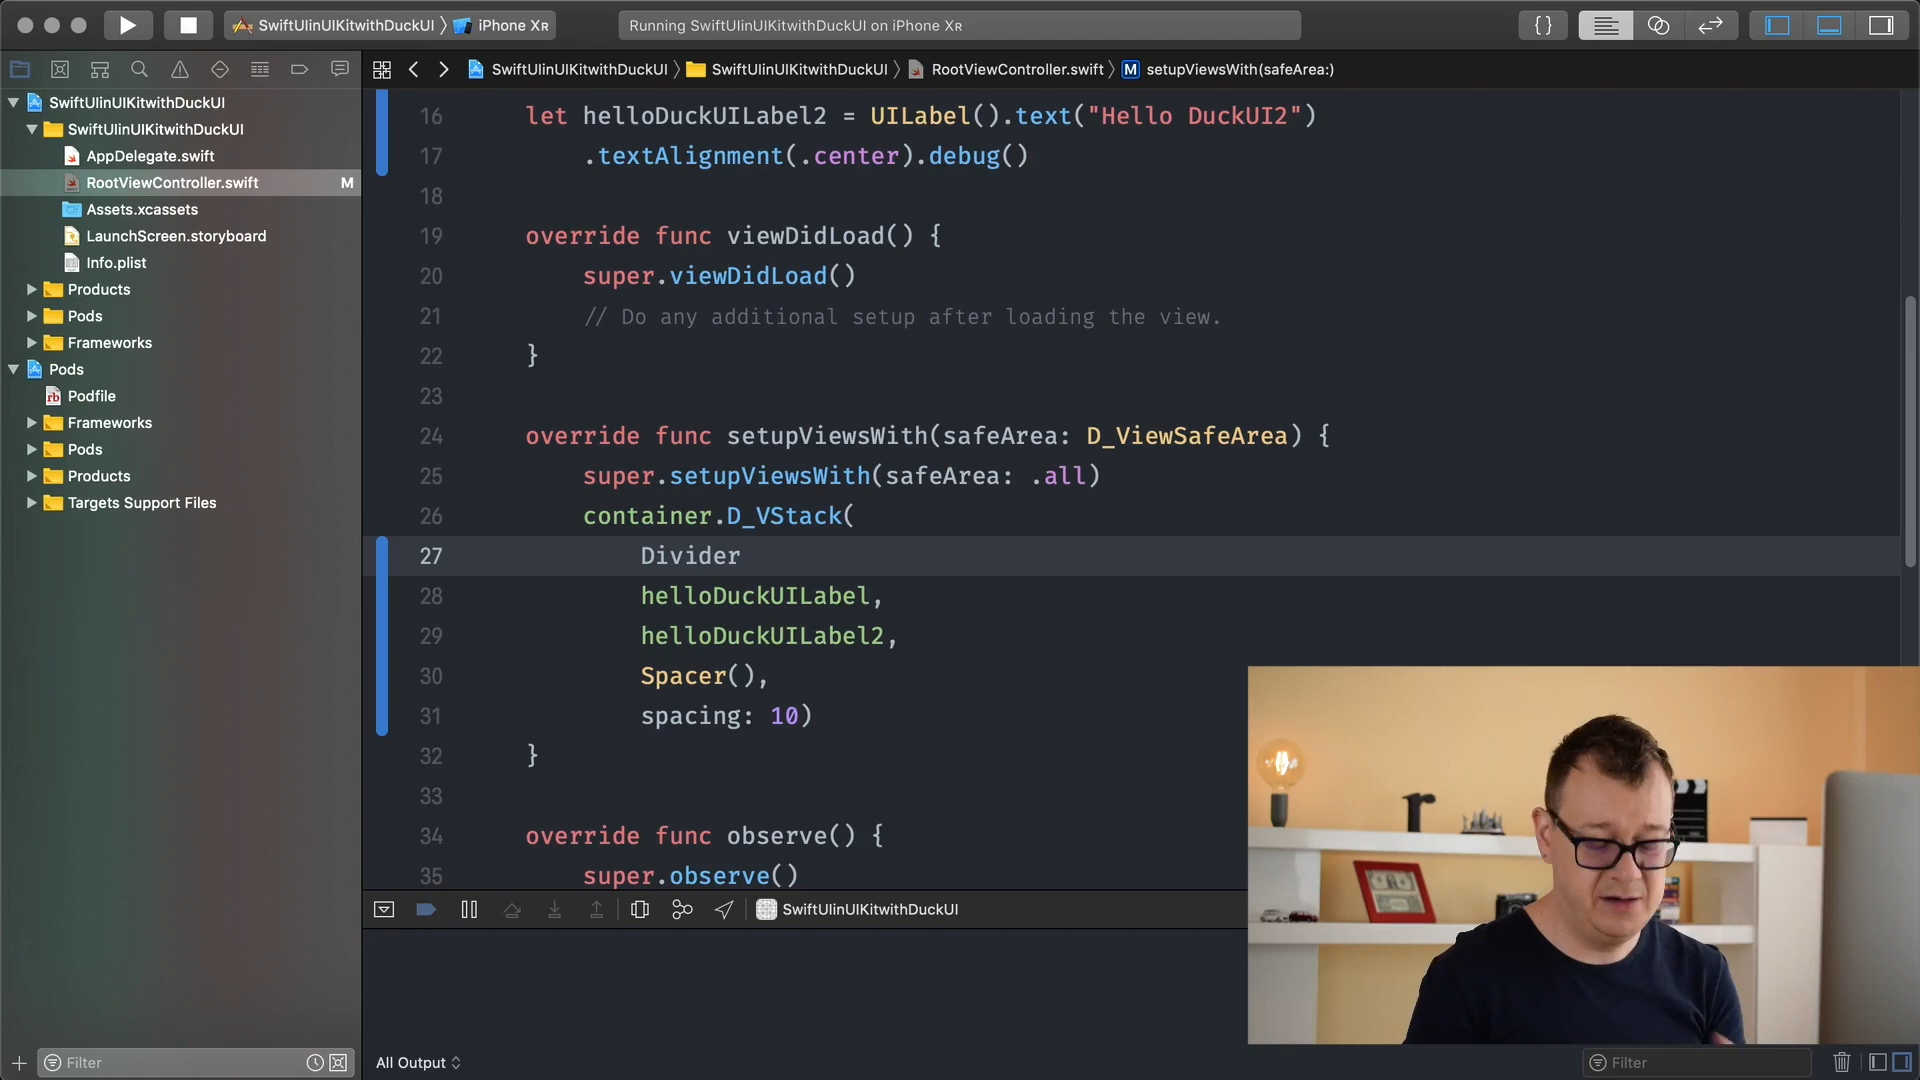 SwiftUIinUIKitwithDuckUI
iPhone XR
Running SwiftUIinUIKitwithDuckUI on iPhone XR
{}
SwiftUIinUIKitwithDuckUI
SwiftUIinUIKitwithDuckUI
RootViewController.swift
M
setupViewsWith(safeArea:)
SwiftUIinUIKitwithDuckUI
SwiftUIinUIKitwithDuckUI
AppDelegate.swift
RootViewController.swift
M
Assets.xcassets
LaunchScreen.storyboard
Info.plist
Products
Pods
Frameworks
Pods
rb Podfile
Frameworks
Pods
Products
Targets Support Files
16 let helloDuckUILabel2 = UILabel().text("Hello DuckUI2")
17 .textAlignment(.center).debug()
18
19 override func viewDidLoad() {
20 super.viewDidLoad()
21 // Do any additional setup after loading the view.
22 }
23
24 override func setupViewsWith(safeArea: D_ViewSafeArea) {
25 super.setupViewsWith(safeArea: .all)
26 container.D_VStack(
27 Divider
28 helloDuckUILabel,
29 helloDuckUILabel2,
30 Spacer(),
31 spacing: 10)
32 }
33
34 override func observe() {
35 super.observe()
SwiftUIinUIKitwithDuckUI
Filter
All Output
Filter